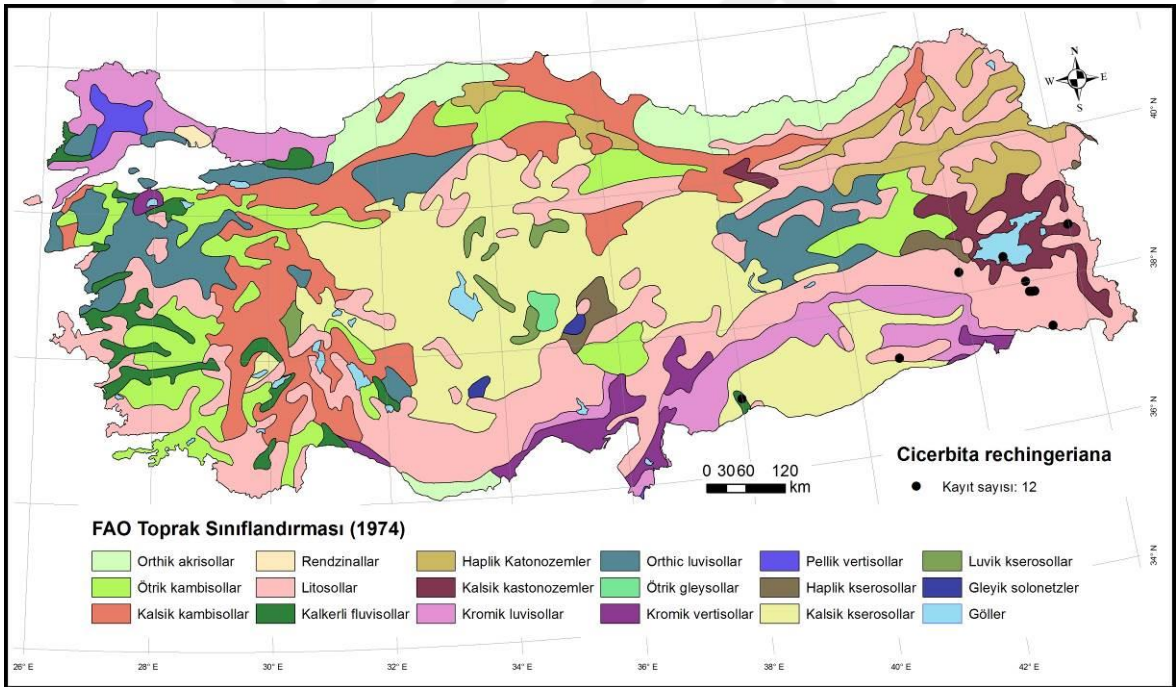 N
W E
S
40° N
38° N
36° N
34° N
Cicerbita rechingeriana
Kayıt sayısı: 12
0 30 60 120
km
FAO Toprak Sınıflandırması (1974)
Orthik akrisollar
Rendzinallar
Haplik Katonozemler
Orthic luvisollar
Pellik vertisollar
Luvik kserosollar
Ötrik kambisollar
Litosollar
Kalsik kastonozemler
Ötrik gleysollar
Haplik kserosollar
Gleyik solonetzler
Kalsik kambisollar
Kalkerli fluvisollar
Kromik luvisollar
Kromik vertisollar
Kalsik kserosollar
Göller
26° E 28° E 30° E 32° E 34° E 36° E 38° E 40° E 42° E